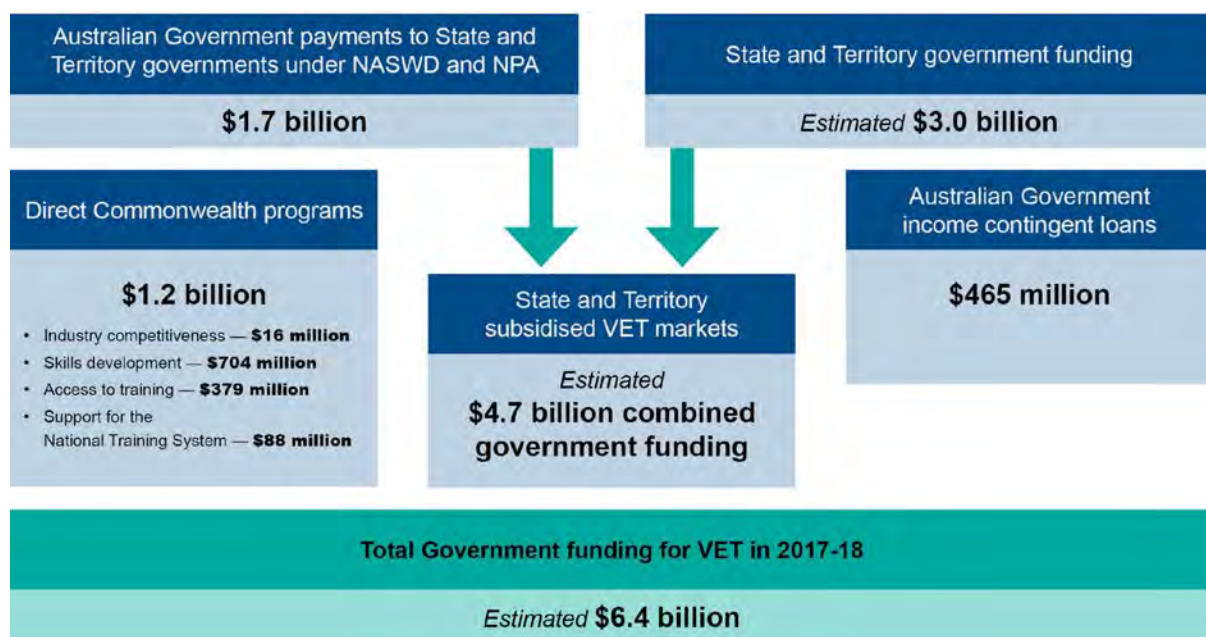 Australian Government payments to State and
Territory governments under NASWD and NPA
$1.7 billion
State and Territory government funding
Estimated $3.0 billion
Direct Commonwealth programs
$1.2 billion
• Industry competitiveness — $16 million
• Skills development — $704 million
• Access to training — $379 million
• Support for the
National Training System — $88 million
State and Territory
subsidised VET markets
Estimated
$4.7 billion combined
government funding
Australian Government
income contingent loans
$465 million
Total Government funding for VET in 2017-18
Estimated $6.4 billion